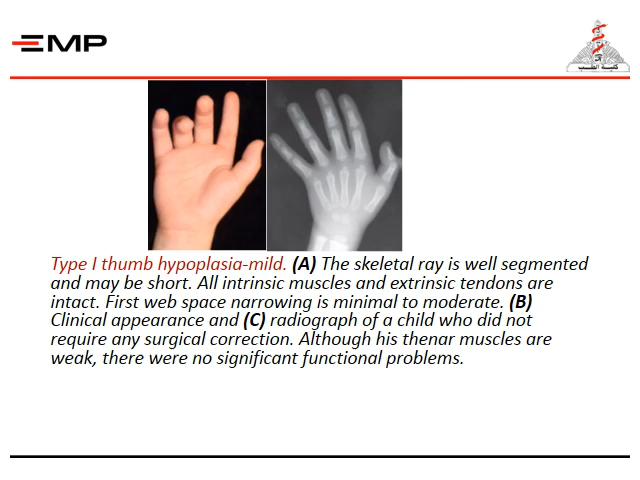 EMP
كلية الطب
Type I thumb hypoplasia-mild. (A) The skeletal ray is well segmented
and may be short. All intrinsic muscles and extrinsic tendons are
intact. First web space narrowing is minimal to moderate. (B)
Clinical appearance and (C) radiograph of a child who did not
require any surgical correction. Although his thenar muscles are
weak, there were no significant functional problems.